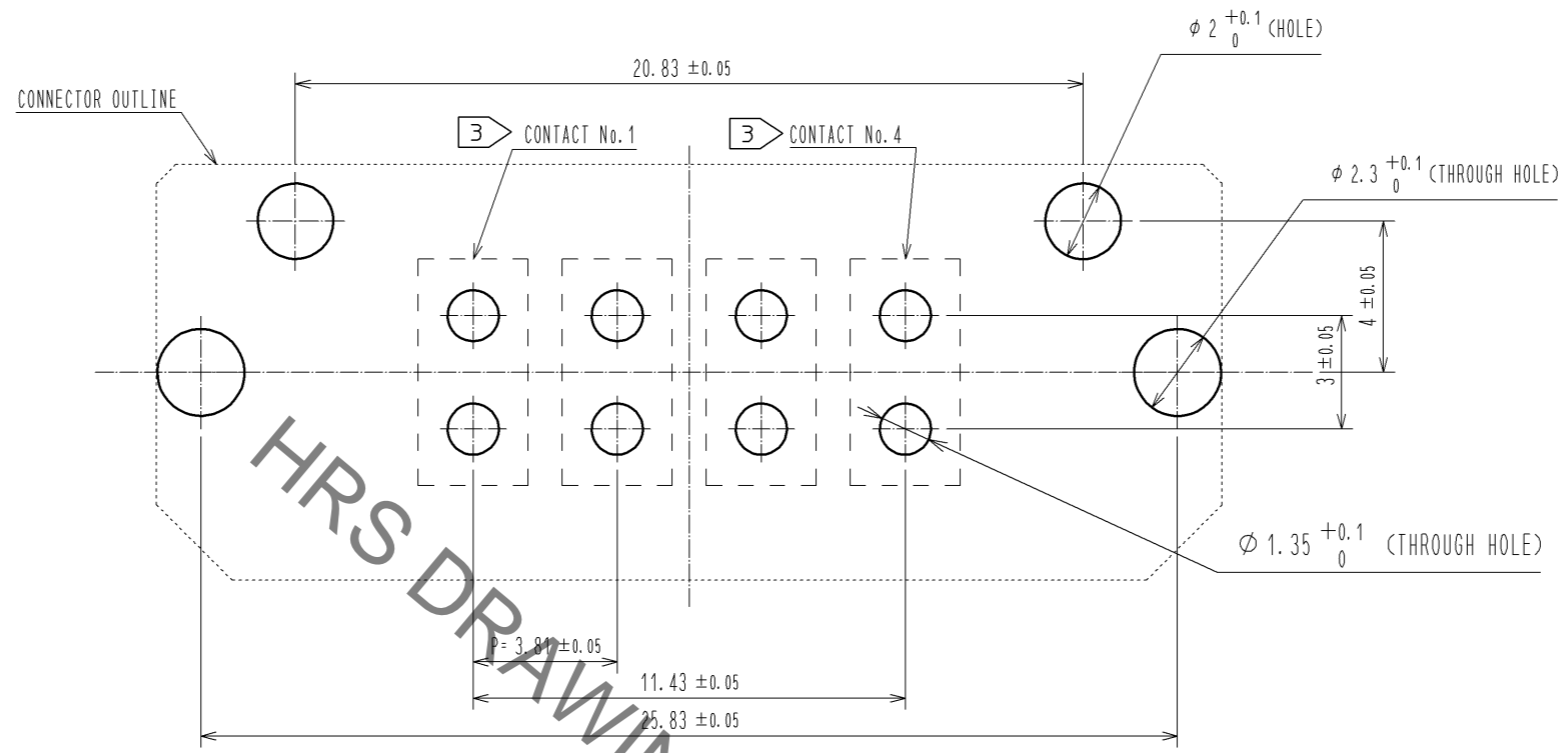 φ 2 +0.1 0 (HOLE)
20.83 ±0.05
CONNECTOR OUTLINE
3 CONTACT No.1
3 CONTACT No.4
φ 2.3 +0.1 0 (THROUGH HOLE)
4 ±0.05
3 ±0.05
φ 1.35 +0.1 0 (THROUGH HOLE)
P= 3.81 ±0.05
11.43 ±0.05
25.83 ±0.05
HRS DRAWIN